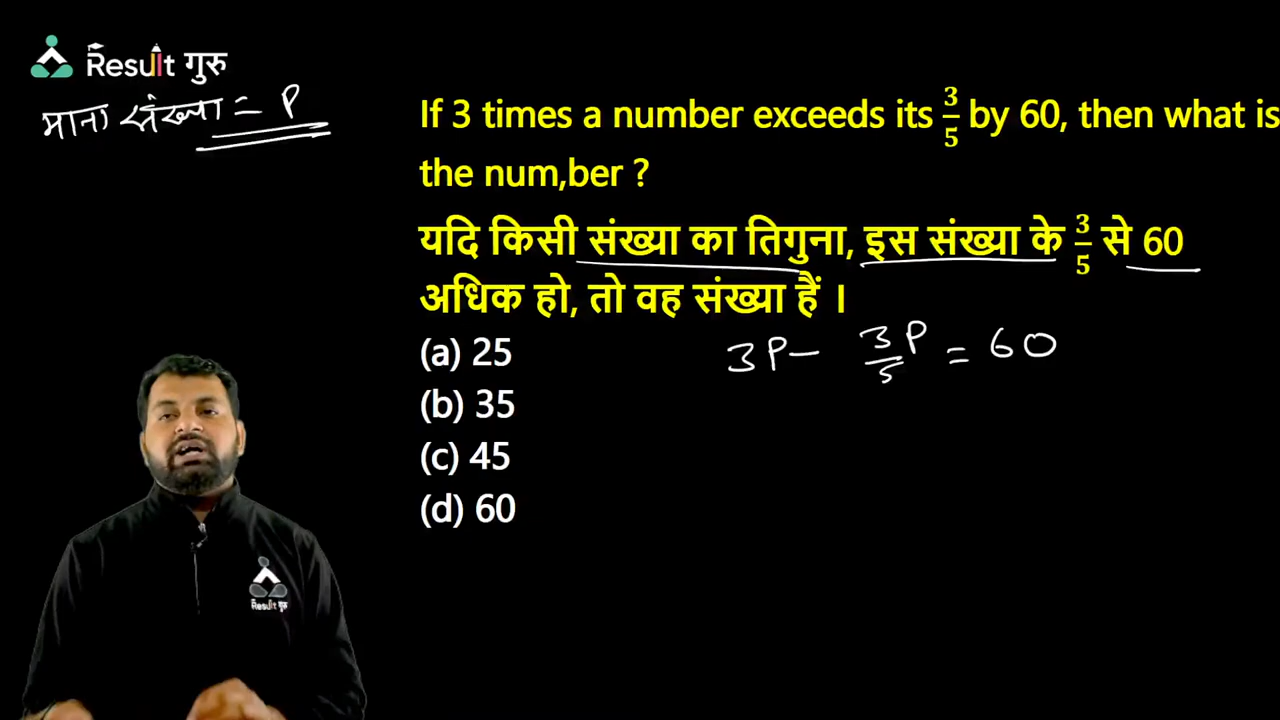 Result गुरु
माना संख्या = P
If 3 times a number exceeds its 3/5 by 60, then what is
the num,ber ?
यदि किसी संख्या का तिगुना, इस संख्या के 3/5 से 60
अधिक हो, तो वह संख्या हैं ।
(a) 25
3P - 3/5 P = 60
(b) 35
(c) 45
(d) 60
Result गुरु